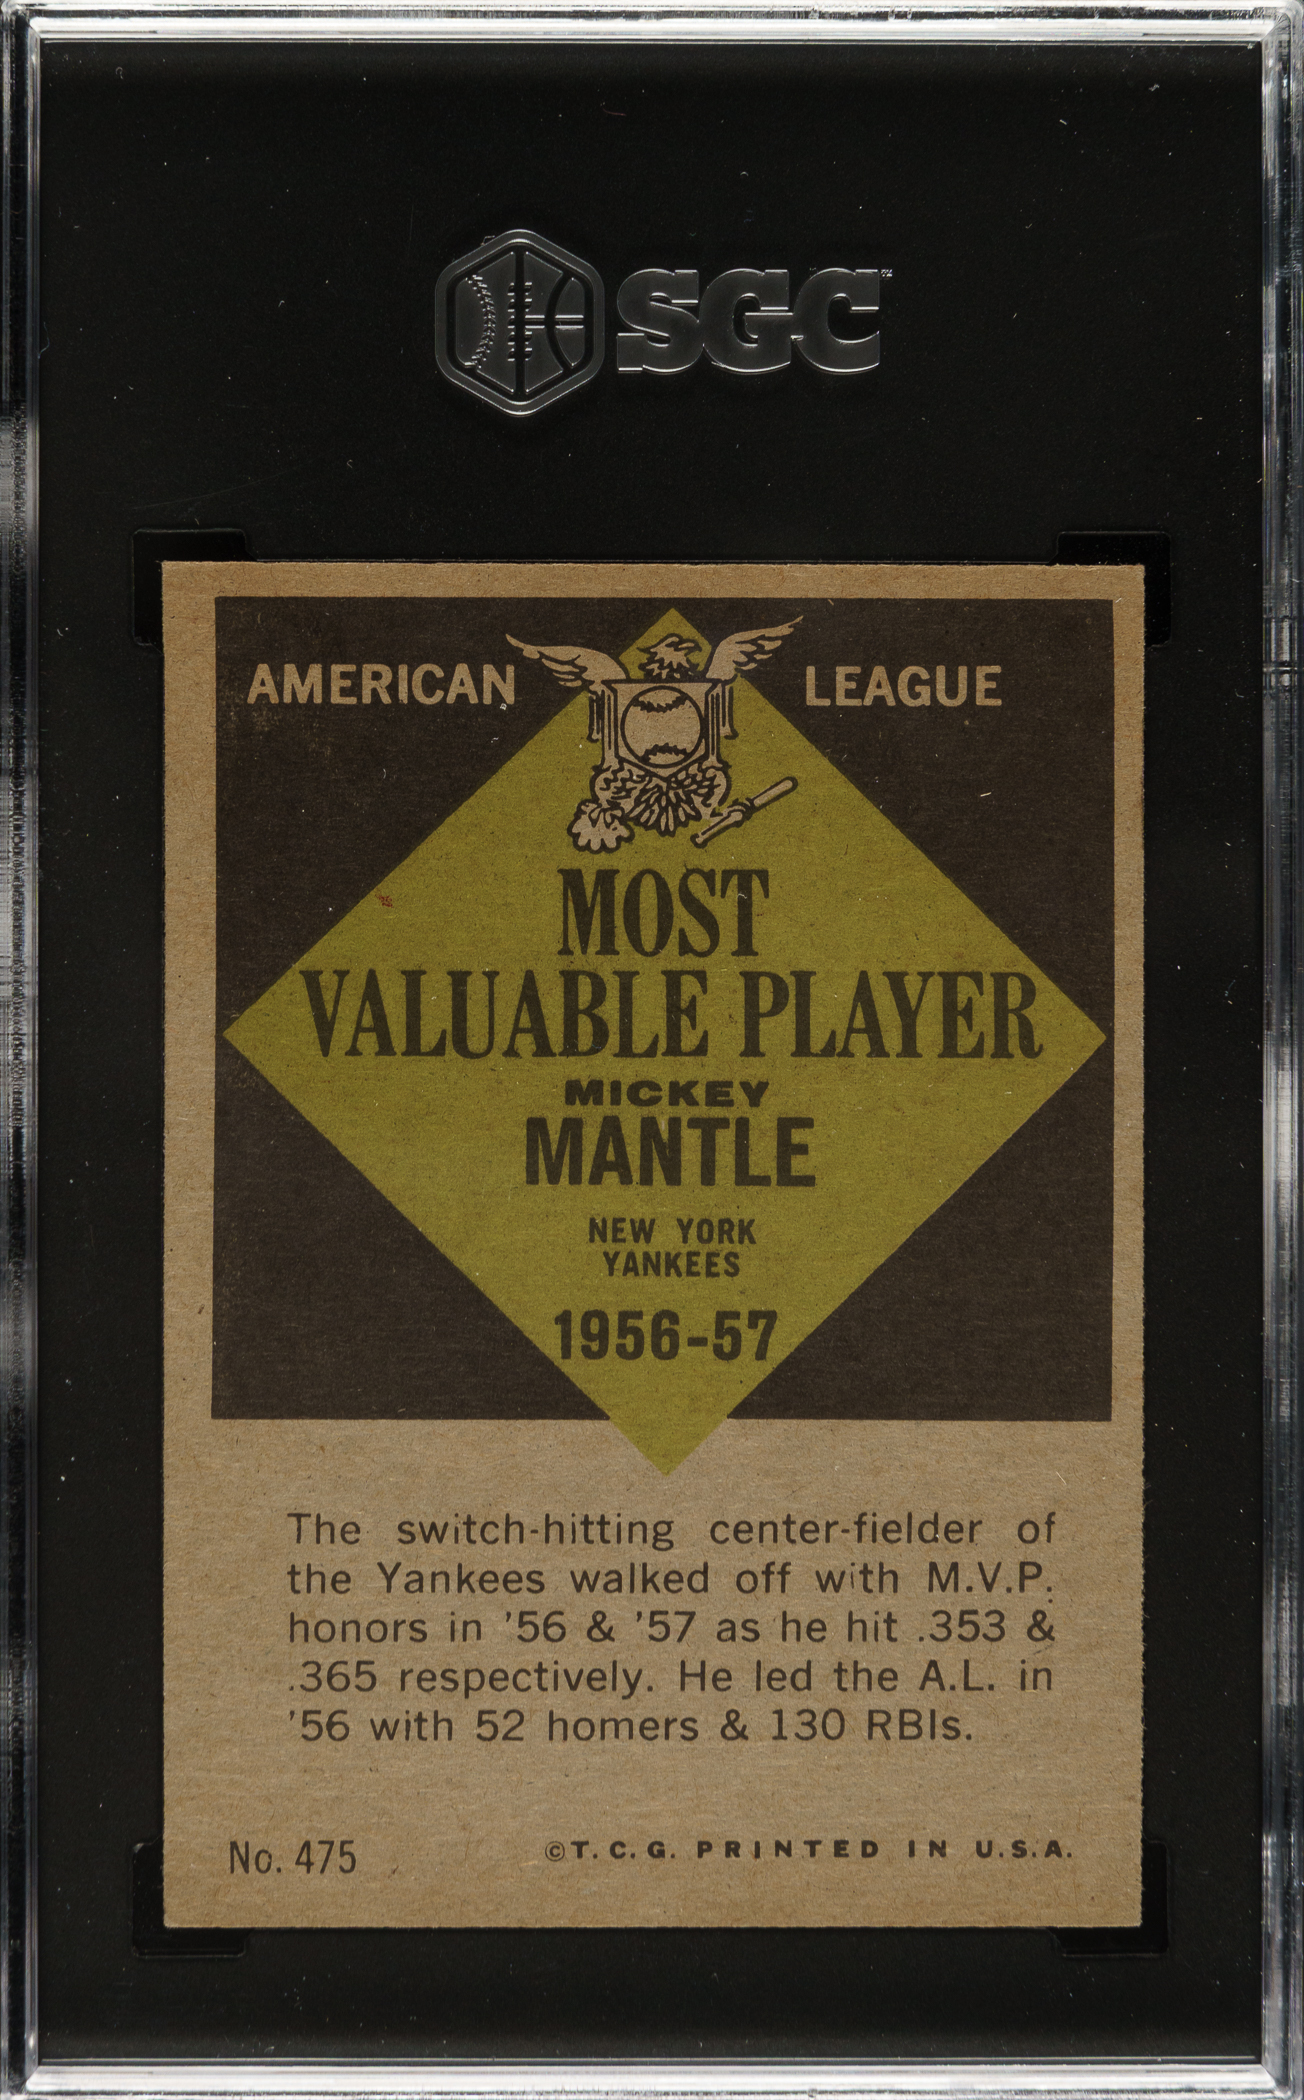 SGC™
AMERICAN LEAGUE
MOST
VALUABLE PLAYER
MICKEY
MANTLE
NEW YORK
YANKEES
1956-57
The switch-hitting center-fielder of
the Yankees walked off with M.V.P.
honors in '56 & '57 as he hit .353 &
.365 respectively. He led the A.L. in
'56 with 52 homers & 130 RBIs.
No. 475
©T.C.G. PRINTED IN U.S.A.